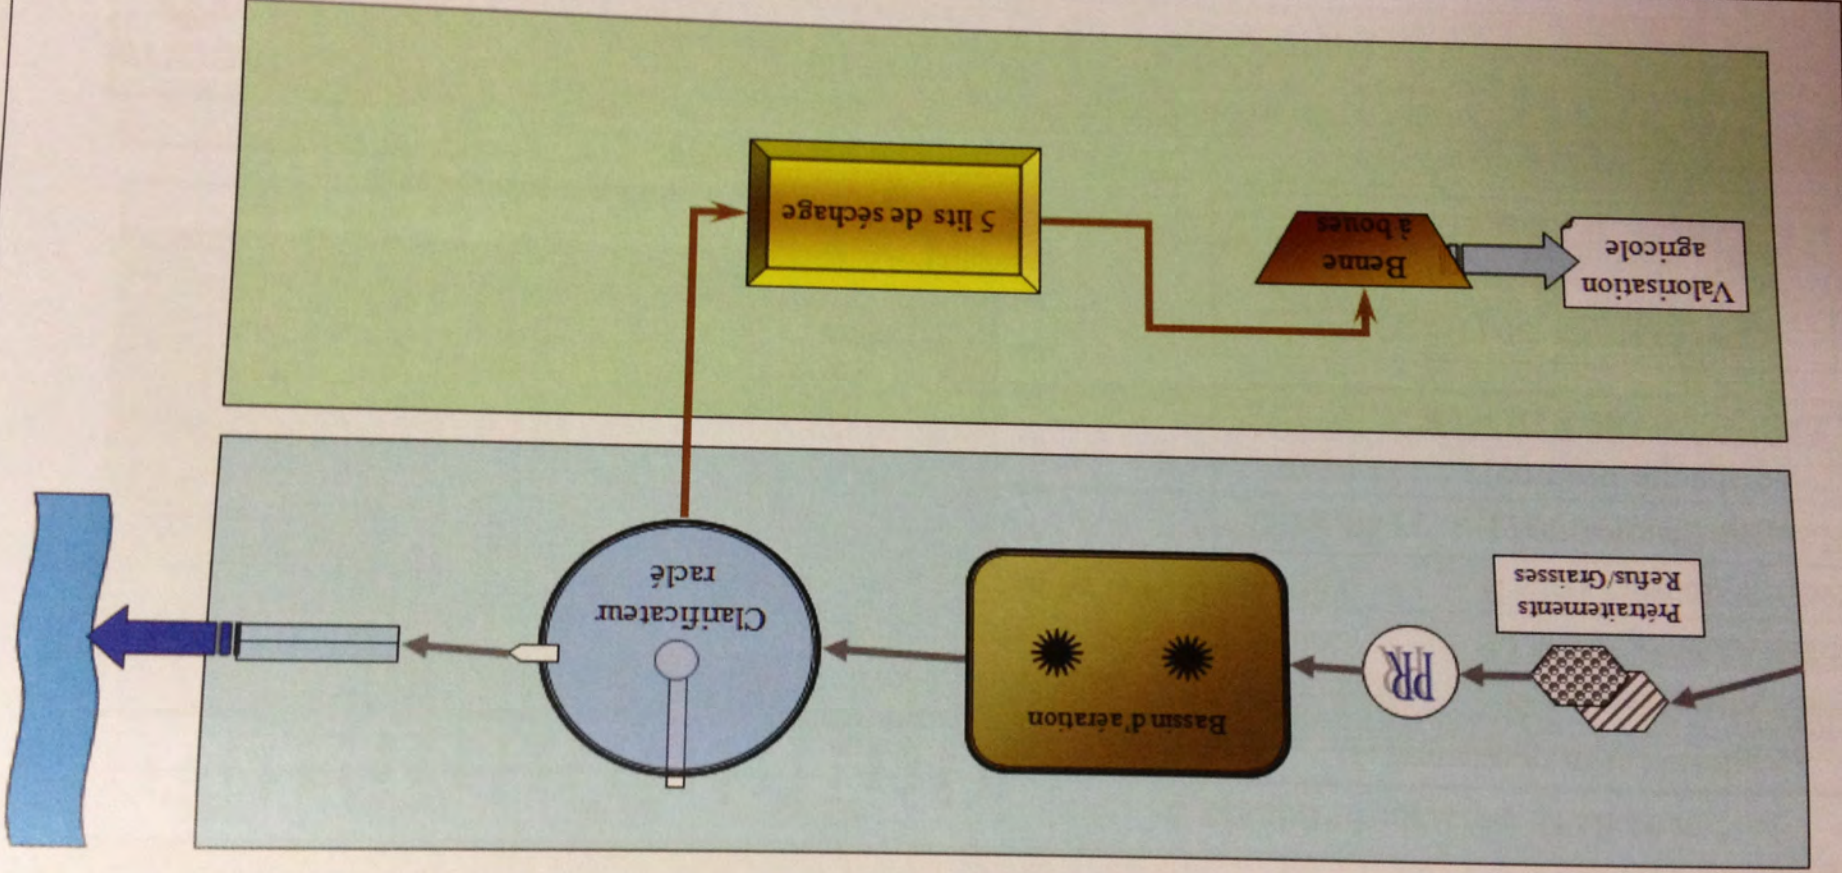 Prétraitements
Refus/Graisses
PR
Bassin d'aération
Clarificateur
raclé
5 lits de séchage
Benne
à boues
Valorisation
agricole